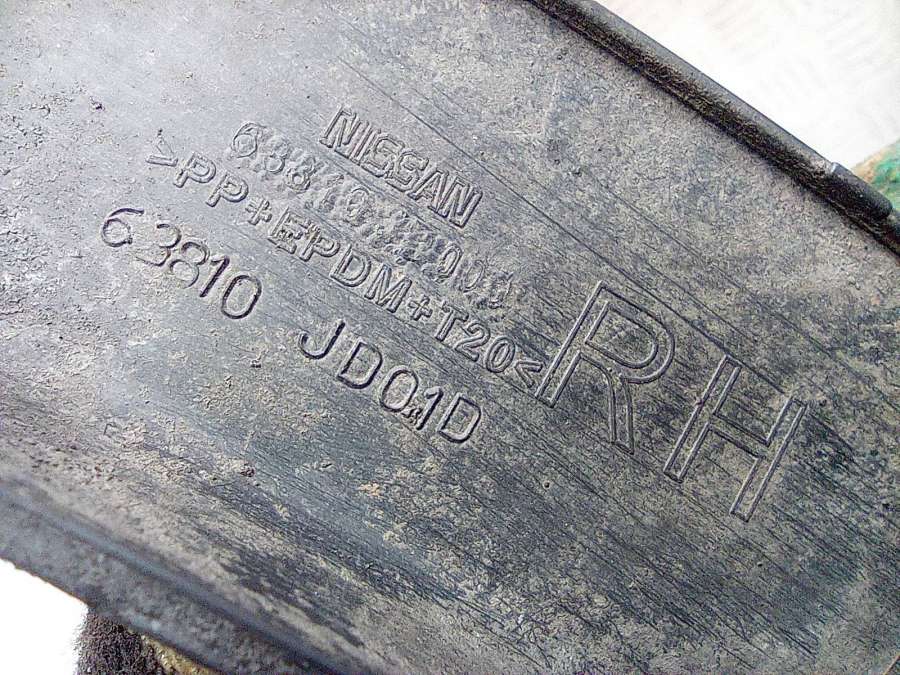 NISSAN
63810
>PP+EPDM+T20<
63810 JD01D
RH